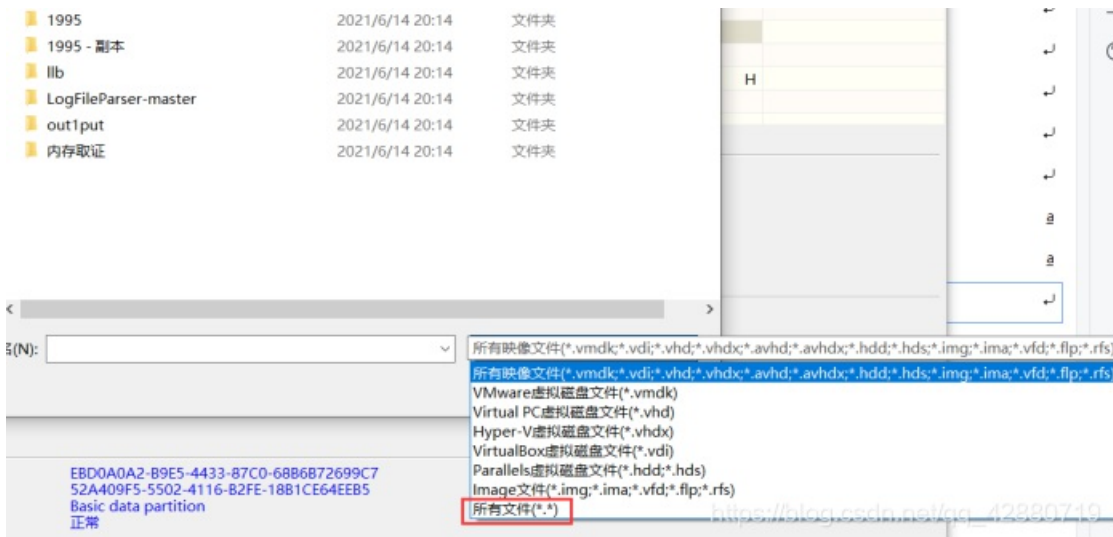 1995 2021/6/14 20:14 文件夹
1995 - 副本 2021/6/14 20:14 文件夹
llb 2021/6/14 20:14 文件夹
LogFileParser-master 2021/6/14 20:14 文件夹
out1put 2021/6/14 20:14 文件夹
内存取证 2021/6/14 20:14 文件夹
H
a
a
(N):
所有映像文件(*.vmdk;*.vdi;*.vhd;*.vhdx;*.avhd;*.avhdx;*.hdd;*.hds;*.img;*.ima;*.vfd;*.flp;*.rfs)
所有映像文件(*.vmdk;*.vdi;*.vhd;*.vhdx;*.avhd;*.avhdx;*.hdd;*.hds;*.img;*.ima;*.vfd;*.flp;*.rfs)
VMware虚拟磁盘文件(*.vmdk)
Virtual PC虚拟磁盘文件(*.vhd)
Hyper-V虚拟磁盘文件(*.vhdx)
VirtualBox虚拟磁盘文件(*.vdi)
Parallels虚拟磁盘文件(*.hdd;*.hds)
Image文件(*.img;*.ima;*.vfd;*.flp;*.rfs)
所有文件(*.*)
EBD0A0A2-B9E5-4433-87C0-68B6B72699C7
52A409F5-5502-4116-B2FE-18B1CE64EEB5
Basic data partition
正常
https://blog.csdn.net/qq_42880719